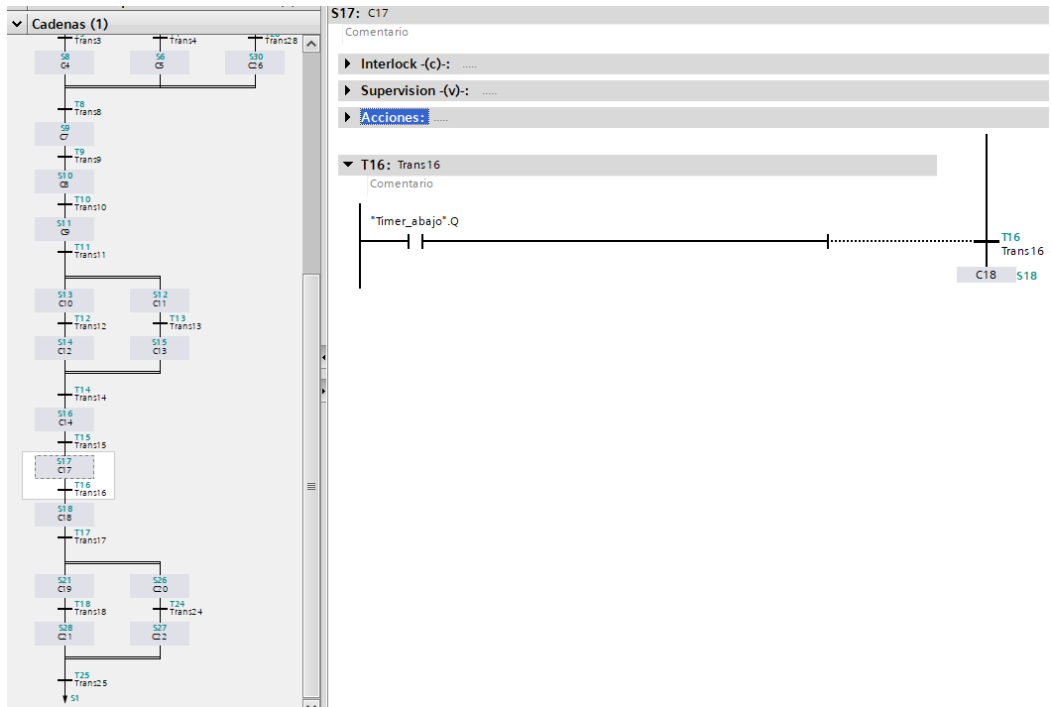 Cadenas (1)
Trans3
Trans4
Trans28
S8
C4
S6
C5
S30
C26
T8
Trans8
S9
C7
T9
Trans9
S10
C8
T10
Trans10
S11
C9
T11
Trans11
S13
C10
S12
C11
T12
Trans12
T13
Trans13
S14
C12
S15
C13
T14
Trans14
S16
C14
T15
Trans15
S17
C17
T16
Trans16
S18
C18
T17
Trans17
S21
C19
S26
C20
T18
Trans18
T24
Trans24
S28
C21
S27
C22
T25
Trans25
S1
S17: C17
Comentario
Interlock -(c)-: .....
Supervision -(v)-: .....
Acciones: .....
T16: Trans16
Comentario
"Timer_abajo".Q
T16
Trans16
C18 S18